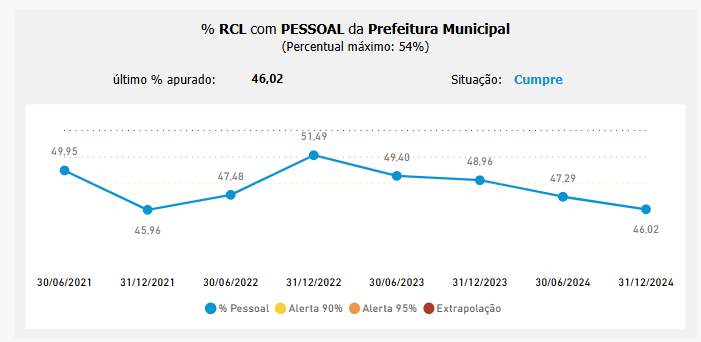 % RCL com PESSOAL da Prefeitura Municipal
(Percentual máximo: 54%)
último % apurado: 46,02 Situação: Cumpre
49,95 45,96 47,48 51,49 49,40 48,96 47,29 46,02
30/06/2021 31/12/2021 30/06/2022 31/12/2022 30/06/2023 31/12/2023 30/06/2024 31/12/2024
% Pessoal Alerta 90% Alerta 95% Extrapolação